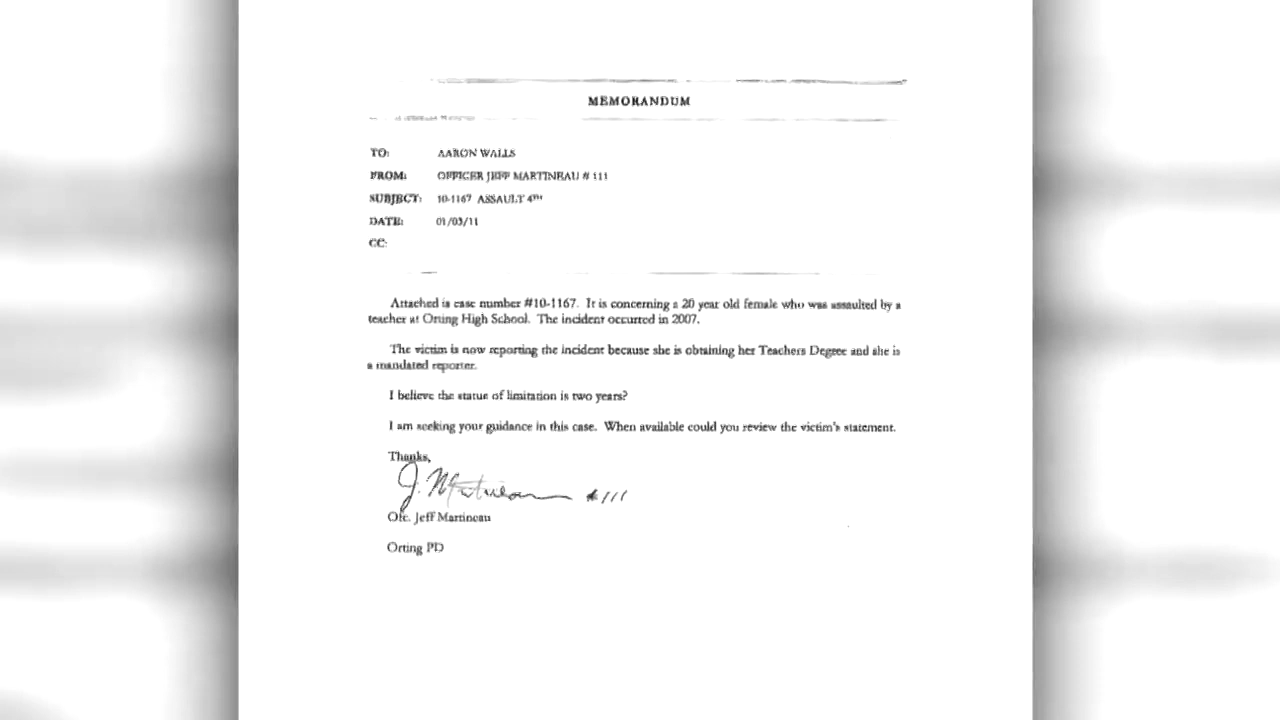 MEMORANDUM
TO: AARON WALLS
FROM: OFFICER JEFF MARTINEAU # 111
SUBJECT: 10-1167 ASSAULT 4TH
DATE: 01/03/11
CC:
Attached is case number #10-1167. It is concerning a 20 year old female who was assaulted by a
teacher at Orting High School. The incident occurred in 2007.
The victim is now reporting the incident because she is obtaining her Teachers Degree and she is
a mandated reporter.
I believe the statue of limitation is two years?
I am seeking your guidance in this case. When available could you review the victim's statement.
Thanks,
J. Martineau #111
Ofc. Jeff Martineau
Orting PD